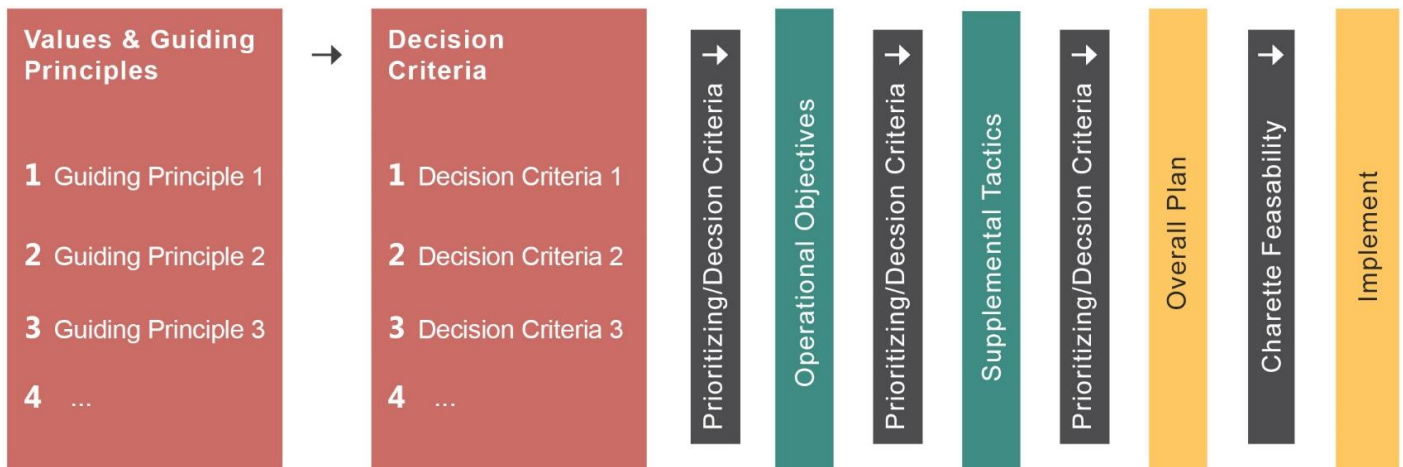 Values & Guiding
Principles
1 Guiding Principle 1
2 Guiding Principle 2
3 Guiding Principle 3
4 ...
→
Decision
Criteria
1 Decision Criteria 1
2 Decision Criteria 2
3 Decision Criteria 3
4 ...
Prioritizing/Decsion Criteria →
Operational Objectives
Prioritizing/Decsion Criteria →
Supplemental Tactics
Prioritizing/Decsion Criteria →
Overall Plan
Charette Feasability →
Implement